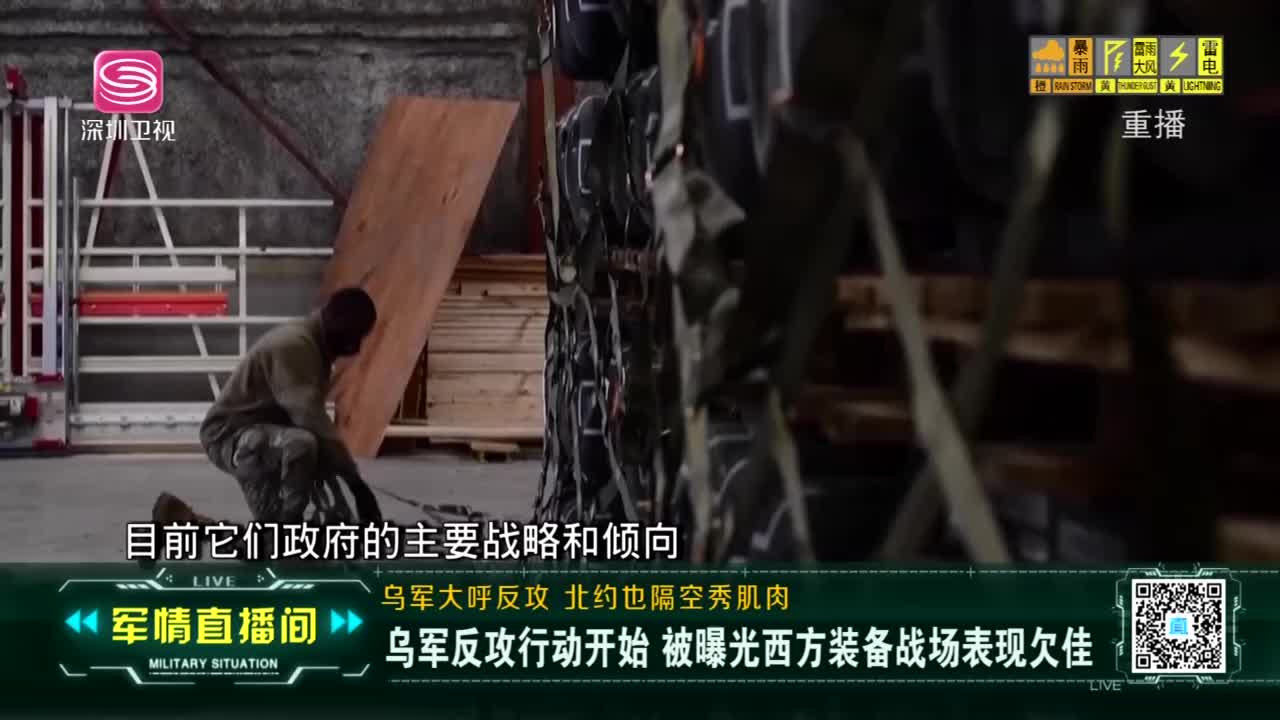 深圳卫视
暴雨
橙 RAIN STORM
雷雨大风
黄 THUNDER GUST
雷电
黄 LIGHTNING
重播
目前它们政府的主要战略和倾向
LIVE
军情直播间
MILITARY SITUATION
乌军大呼反攻 北约也隔空秀肌肉
乌军反攻行动开始 被曝光西方装备战场表现欠佳
LIVE